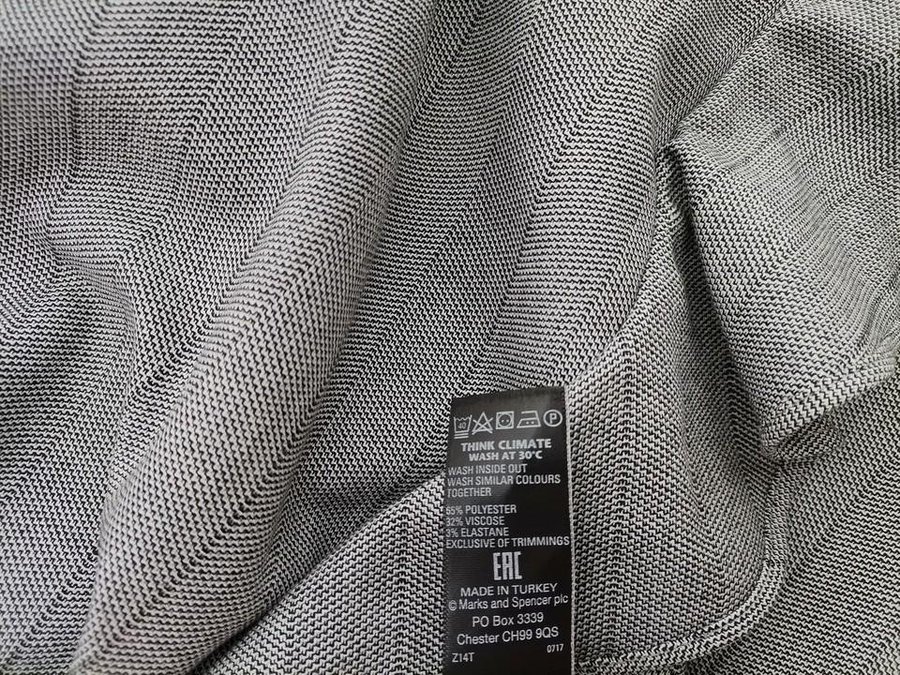 40 P
THINK CLIMATE
WASH AT 30°C
WASH INSIDE OUT
WASH SIMILAR COLOURS
TOGETHER
65% POLYESTER
32% VISCOSE
3% ELASTANE
EXCLUSIVE OF TRIMMINGS
EAC
MADE IN TURKEY
© Marks and Spencer plc
PO Box 3339
Chester CH99 9QS
Z14T 0717